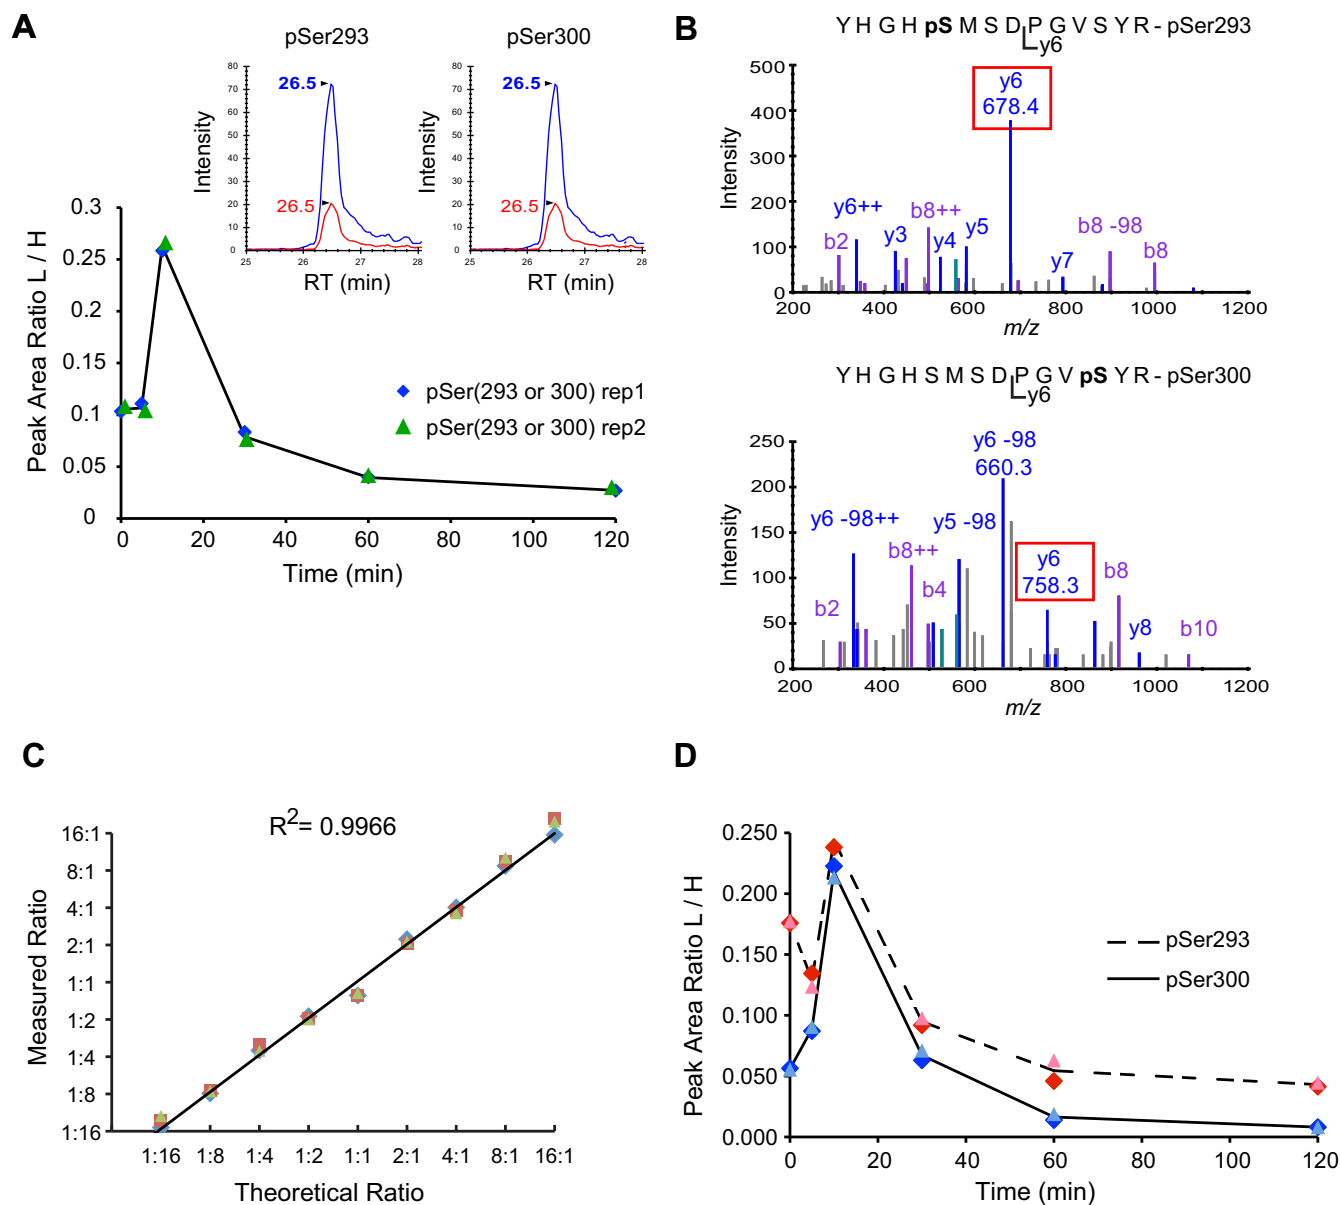 A
pSer293
pSer300
80
70
60
50
40
30
20
10
0
Intensity
26.5
26.5
25
26
27
28
RT (min)
80
70
60
50
40
30
20
10
0
Intensity
26.5
26.5
25
26
27
28
RT (min)
0.3
0.25
0.2
0.15
0.1
0.05
0
Peak Area Ratio L / H
pSer(293 or 300) rep1
pSer(293 or 300) rep2
0 20 40 60 80 100 120
Time (min)
B
Y H G H pS M S D P G V S Y R - pSer293
y6
500
400
300
200
100
0
Intensity
y6
678.4
y6++
b2
y3
b8++
y4
y5
y7
b8 -98
b8
200 400 600 800 1000 1200
m/z
Y H G H S M S D P G V pS Y R - pSer300
y6
250
200
150
100
50
0
Intensity
y6 -98
660.3
y6 -98++
y5 -98
b8++
b2
b4
y6
758.3
b8
y8
b10
200 400 600 800 1000 1200
m/z
C
R2= 0.9966
16:1
8:1
4:1
2:1
1:1
1:2
1:4
1:8
1:16
Measured Ratio
1:16 1:8 1:4 1:2 1:1 2:1 4:1 8:1 16:1
Theoretical Ratio
D
0.250
0.200
0.150
0.100
0.050
0.000
Peak Area Ratio L / H
pSer293
pSer300
0 20 40 60 80 100 120
Time (min)